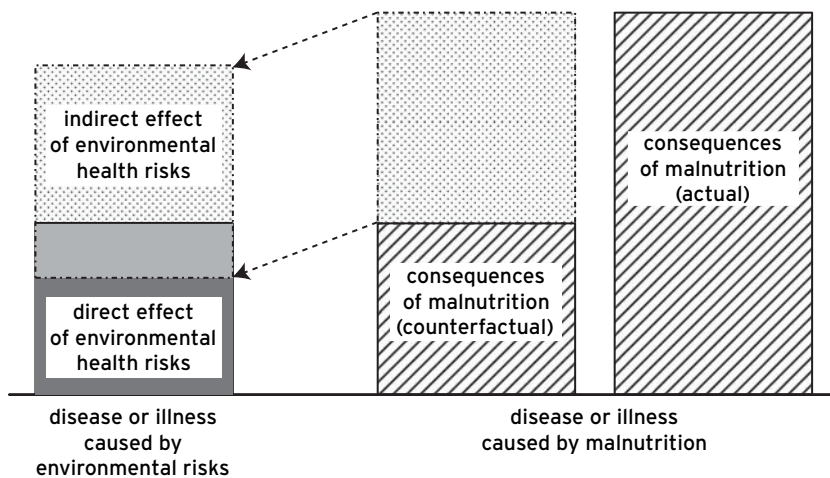 indirect effect
of environmental
health risks
direct effect
of environmental
health risks
consequences
of malnutrition
(counterfactual)
consequences
of malnutrition
(actual)
disease or illness
caused by
environmental risks
disease or illness
caused by malnutrition